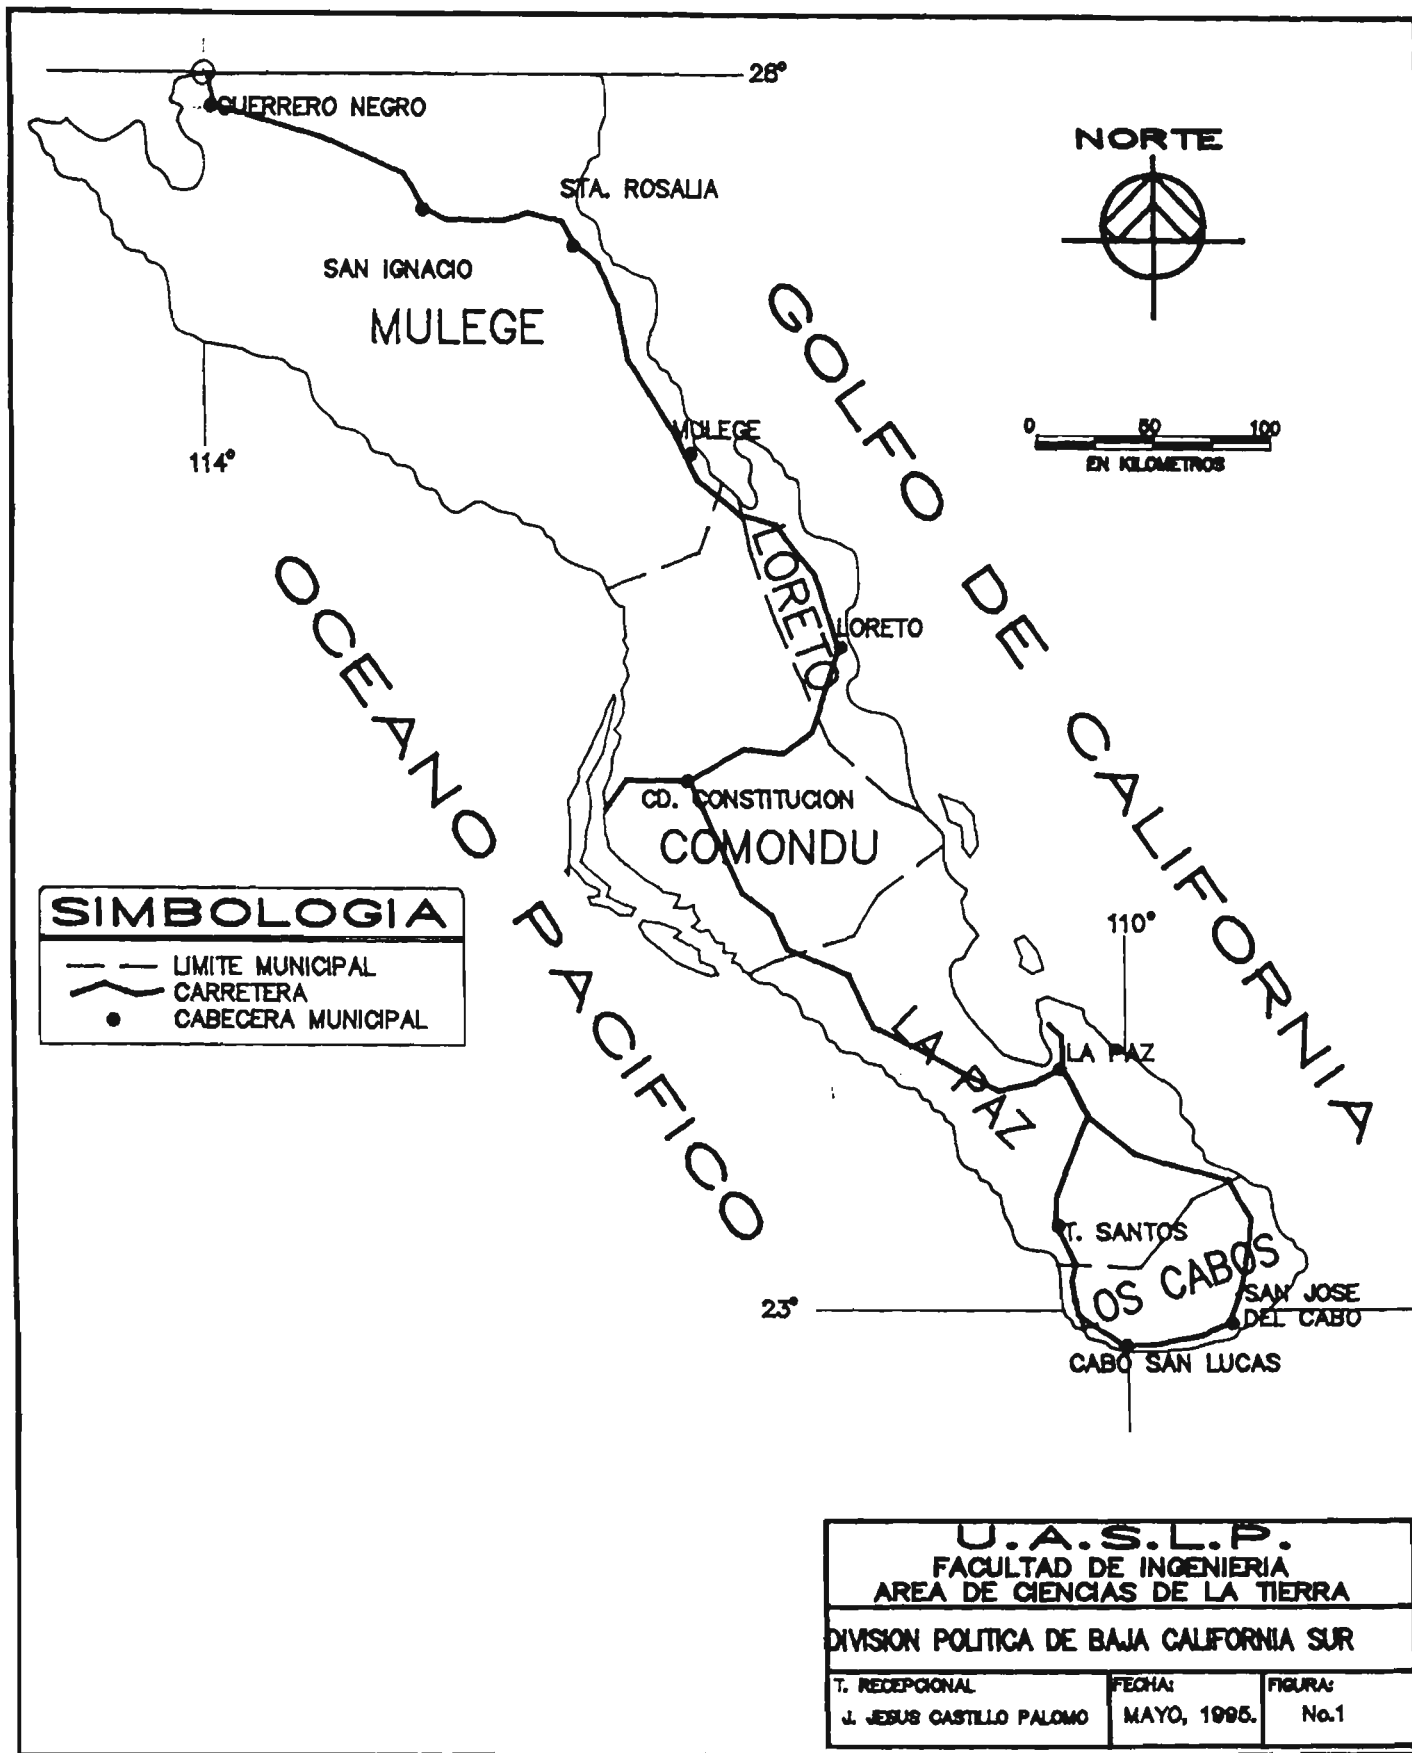 28°
GUERRERO NEGRO
NORTE
STA. ROSALIA
SAN IGNACIO
MULEGE
GOLFO DE CALIFORNIA
0 50 100
EN KILOMETROS
MULEGE
114°
LORETO
OCEANO PACIFICO
LORETO
CD. CONSTITUCION
COMONDU
SIMBOLOGIA
LIMITE MUNICIPAL
CARRETERA
CABECERA MUNICIPAL
110°
LA PAZ
LA PAZ
T. SANTOS
OS CABOS
SAN JOSE
DEL CABO
23°
CABO SAN LUCAS
U.A.S.L.P.
FACULTAD DE INGENIERIA
AREA DE CIENCIAS DE LA TIERRA
DIVISION POLITICA DE BAJA CALIFORNIA SUR
T. RECEPCIONAL
J. JESUS CASTILLO PALOMO
FECHA:
MAYO, 1995.
FIGURA:
No.1